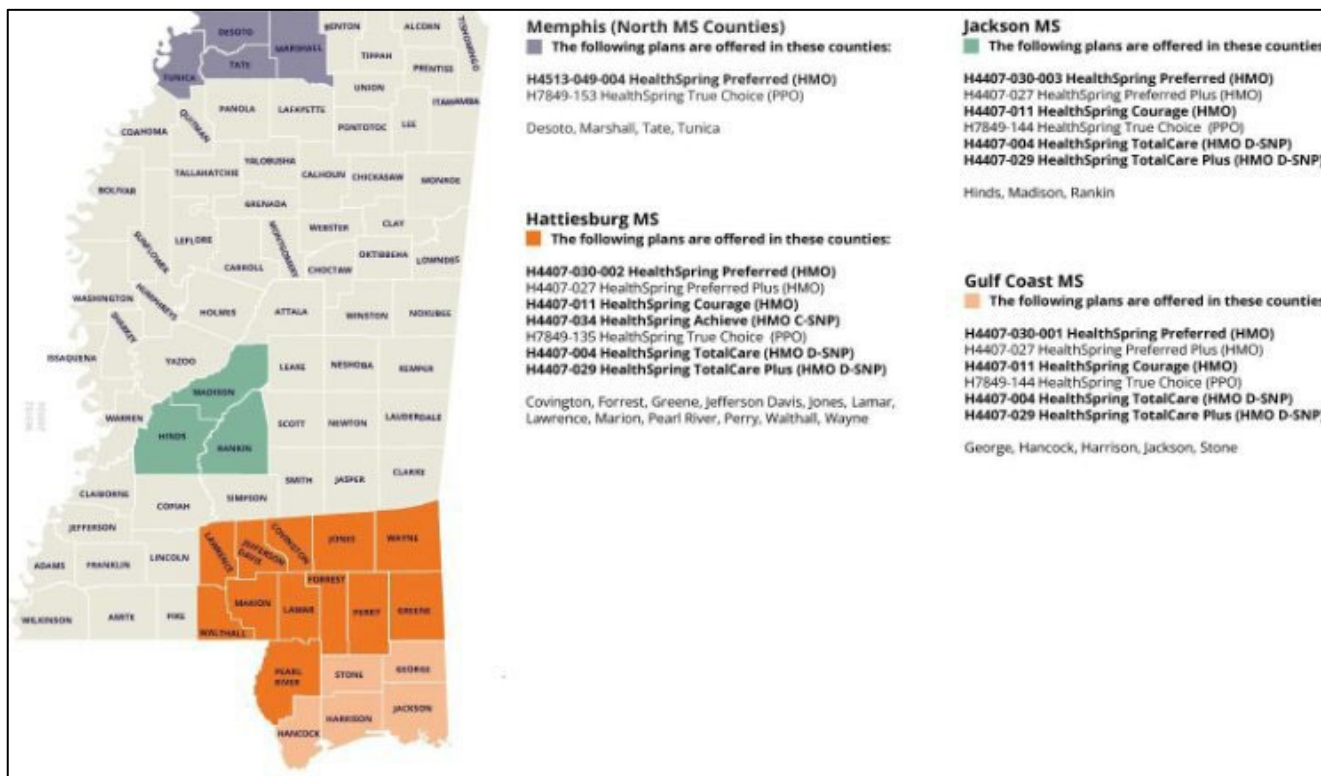 DESOTO
BENTON
ALCORN
TISHOMINGO
MARSHALL
TIPPAH
PRENTISS
TATE
TUNICA
UNION
ITAWAMBA
PANOLA
LAFAYETTE
QUITMAN
PONTOTOC
LEE
COAHOMA
YALOBUSHA
TALLAHATCHIE
CALHOUN
CHICKASAW
MONROE
BOLIVAR
GRENADA
CLAY
WEBSTER
MONTGOMERY
SUNFLOWER
LEFLORE
OKTIBBEHA
LOWNDES
CARROLL
CHOCTAW
WASHINGTON
HUMPHREYS
HOLMES
ATTALA
WINSTON
NOXUBEE
SHARKEY
ISSAQUENA
YAZOO
LEAKE
NESHOBA
KEMPER
MADISON
WARREN
SCOTT
NEWTON
LAUDERDALE
HINDS
RANKIN
CLAIBORNE
SIMPSON
SMITH
JASPER
CLARKE
COPIAH
JEFFERSON
LAWRENCE
JEFFERSON DAVIS
COVINGTON
JONES
WAYNE
ADAMS
FRANKLIN
LINCOLN
FORREST
MARION
LAMAR
PERRY
GREENE
WILKINSON
AMITE
PIKE
WALTHALL
PEARL
RIVER
STONE
GEORGE
HARRISON
JACKSON
HANCOCK
Memphis (North MS Counties)
The following plans are offered in these counties:
H4513-049-004 HealthSpring Preferred (HMO)
H7849-153 HealthSpring True Choice (PPO)
Desoto, Marshall, Tate, Tunica
Hattiesburg MS
The following plans are offered in these counties:
H4407-030-002 HealthSpring Preferred (HMO)
H4407-027 HealthSpring Preferred Plus (HMO)
H4407-011 HealthSpring Courage (HMO)
H4407-034 HealthSpring Achieve (HMO C-SNP)
H7849-135 HealthSpring True Choice (PPO)
H4407-004 HealthSpring TotalCare (HMO D-SNP)
H4407-029 HealthSpring TotalCare Plus (HMO D-SNP)
Covington, Forrest, Greene, Jefferson Davis, Jones, Lamar,
Lawrence, Marion, Pearl River, Perry, Walthall, Wayne
Jackson MS
The following plans are offered in these counties
H4407-030-003 HealthSpring Preferred (HMO)
H4407-027 HealthSpring Preferred Plus (HMO)
H4407-011 HealthSpring Courage (HMO)
H7849-144 HealthSpring True Choice (PPO)
H4407-004 HealthSpring TotalCare (HMO D-SNP)
H4407-029 HealthSpring TotalCare Plus (HMO D-SNP)
Hinds, Madison, Rankin
Gulf Coast MS
The following plans are offered in these counties
H4407-030-001 HealthSpring Preferred (HMO)
H4407-027 HealthSpring Preferred Plus (HMO)
H4407-011 HealthSpring Courage (HMO)
H7849-144 HealthSpring True Choice (PPO)
H4407-004 HealthSpring TotalCare (HMO D-SNP)
H4407-029 HealthSpring TotalCare Plus (HMO D-SNP)
George, Hancock, Harrison, Jackson, Stone